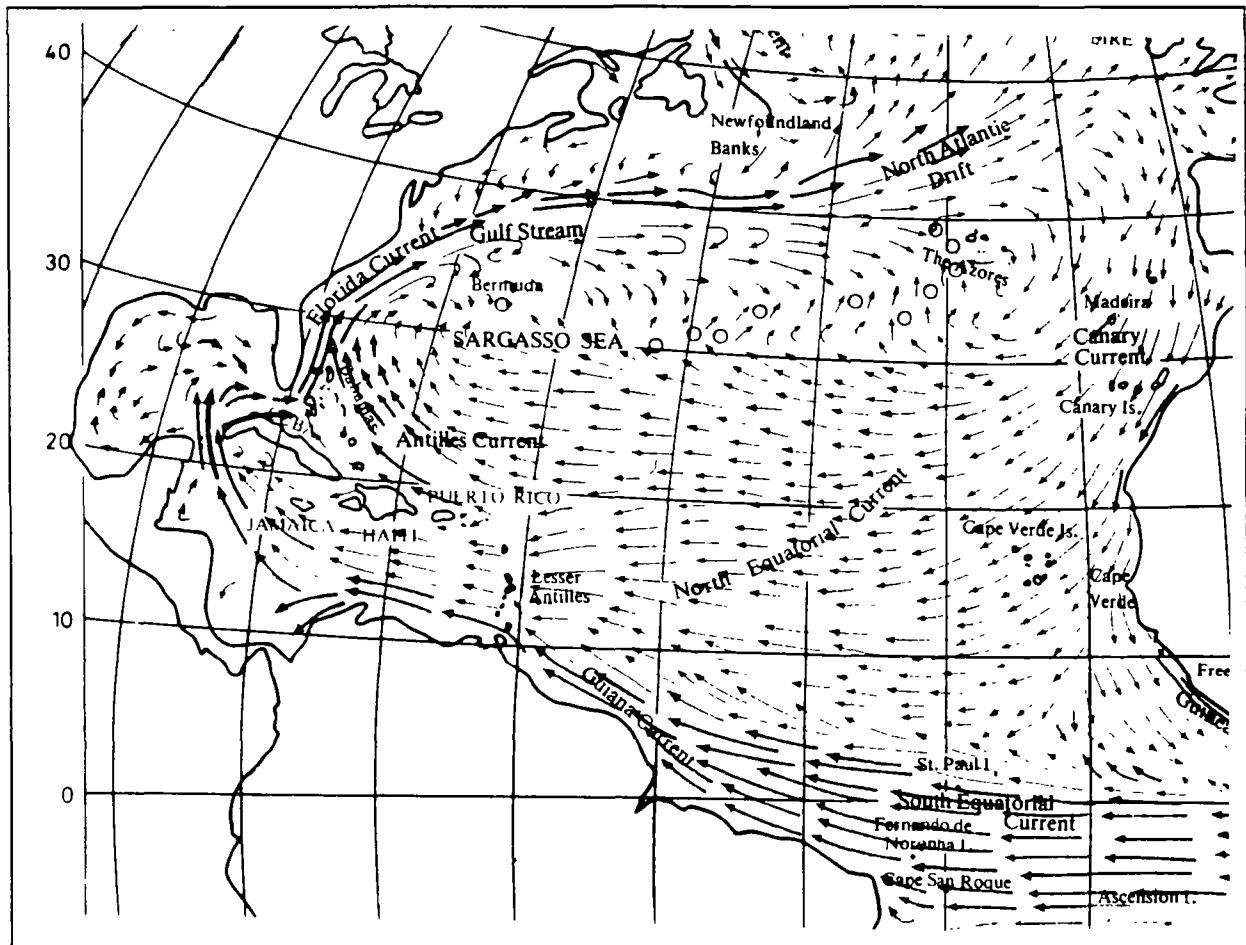 40
Newfoundland
Banks
North Atlantic
Drift
Florida Current
Gulf Stream
The Azores
30
Bermuda
Madeira
SARGASSO SEA
Canary
Current
Canary Is.
Bahamas
20
Antilles Current
PUERTO RICO
JAMAICA
HAITI
North Equatorial Current
Cape Verde Is.
Lesser
Antilles
Cape
Verde
10
Free
Guiana Current
St. Paul I.
0
South Equatorial
Current
Fernando de
Noronha I.
Cape San Roque
Ascension I.